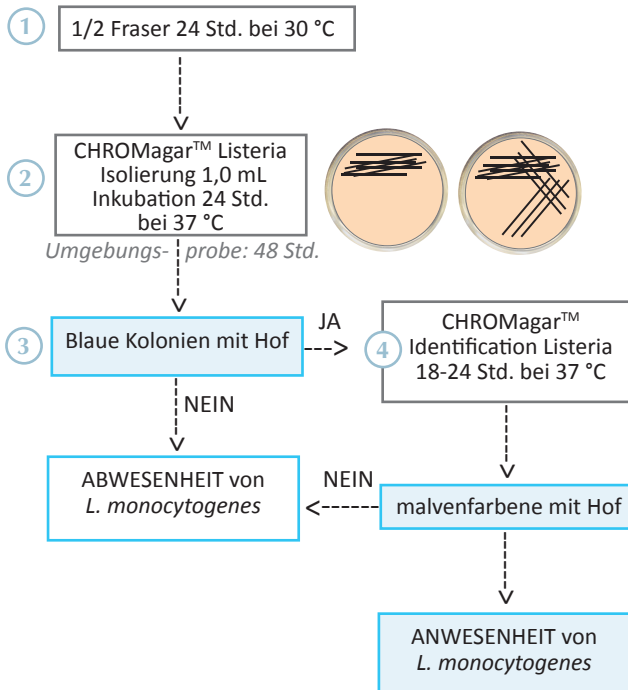 1
1/2 Fraser 24 Std. bei 30 °C
2
CHROMagar™ Listeria
Isolierung 1,0 mL
Inkubation 24 Std.
bei 37 °C
Umgebungs- probe: 48 Std.
3
Blaue Kolonien mit Hof
JA
4
CHROMagar™
Identification Listeria
18-24 Std. bei 37 °C
NEIN
ABWESENHEIT von
L. monocytogenes
NEIN
malvenfarbene mit Hof
ANWESENHEIT von
L. monocytogenes